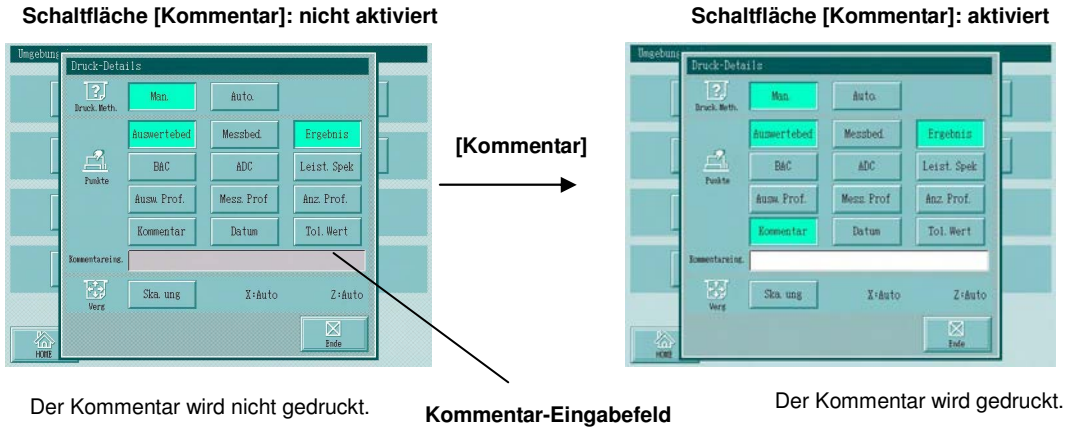 Schaltfläche [Kommentar]: nicht aktiviert
Umgebung
Druck-Details
Druck.Meth.
Man.
Auto.
Auswertebed
Messbed.
Ergebnis
Punkte
BAC
ADC
Leist. Spek
Ausw. Prof.
Mess. Prof
Anz. Prof.
Kommentar
Datum
Tol. Wert
Kommentareing.
Verg
Ska. ung
X:Auto
Z:Auto
HOME
Ende
Der Kommentar wird nicht gedruckt.
[Kommentar]
Kommentar-Eingabefeld
Schaltfläche [Kommentar]: aktiviert
Umgebung
Druck-Details
Druck.Meth.
Man.
Auto.
Auswertebed
Messbed.
Ergebnis
Punkte
BAC
ADC
Leist. Spek
Ausw. Prof.
Mess. Prof
Anz. Prof.
Kommentar
Datum
Tol. Wert
Kommentareing.
Verg
Ska. ung
X:Auto
Z:Auto
HOME
Ende
Der Kommentar wird gedruckt.